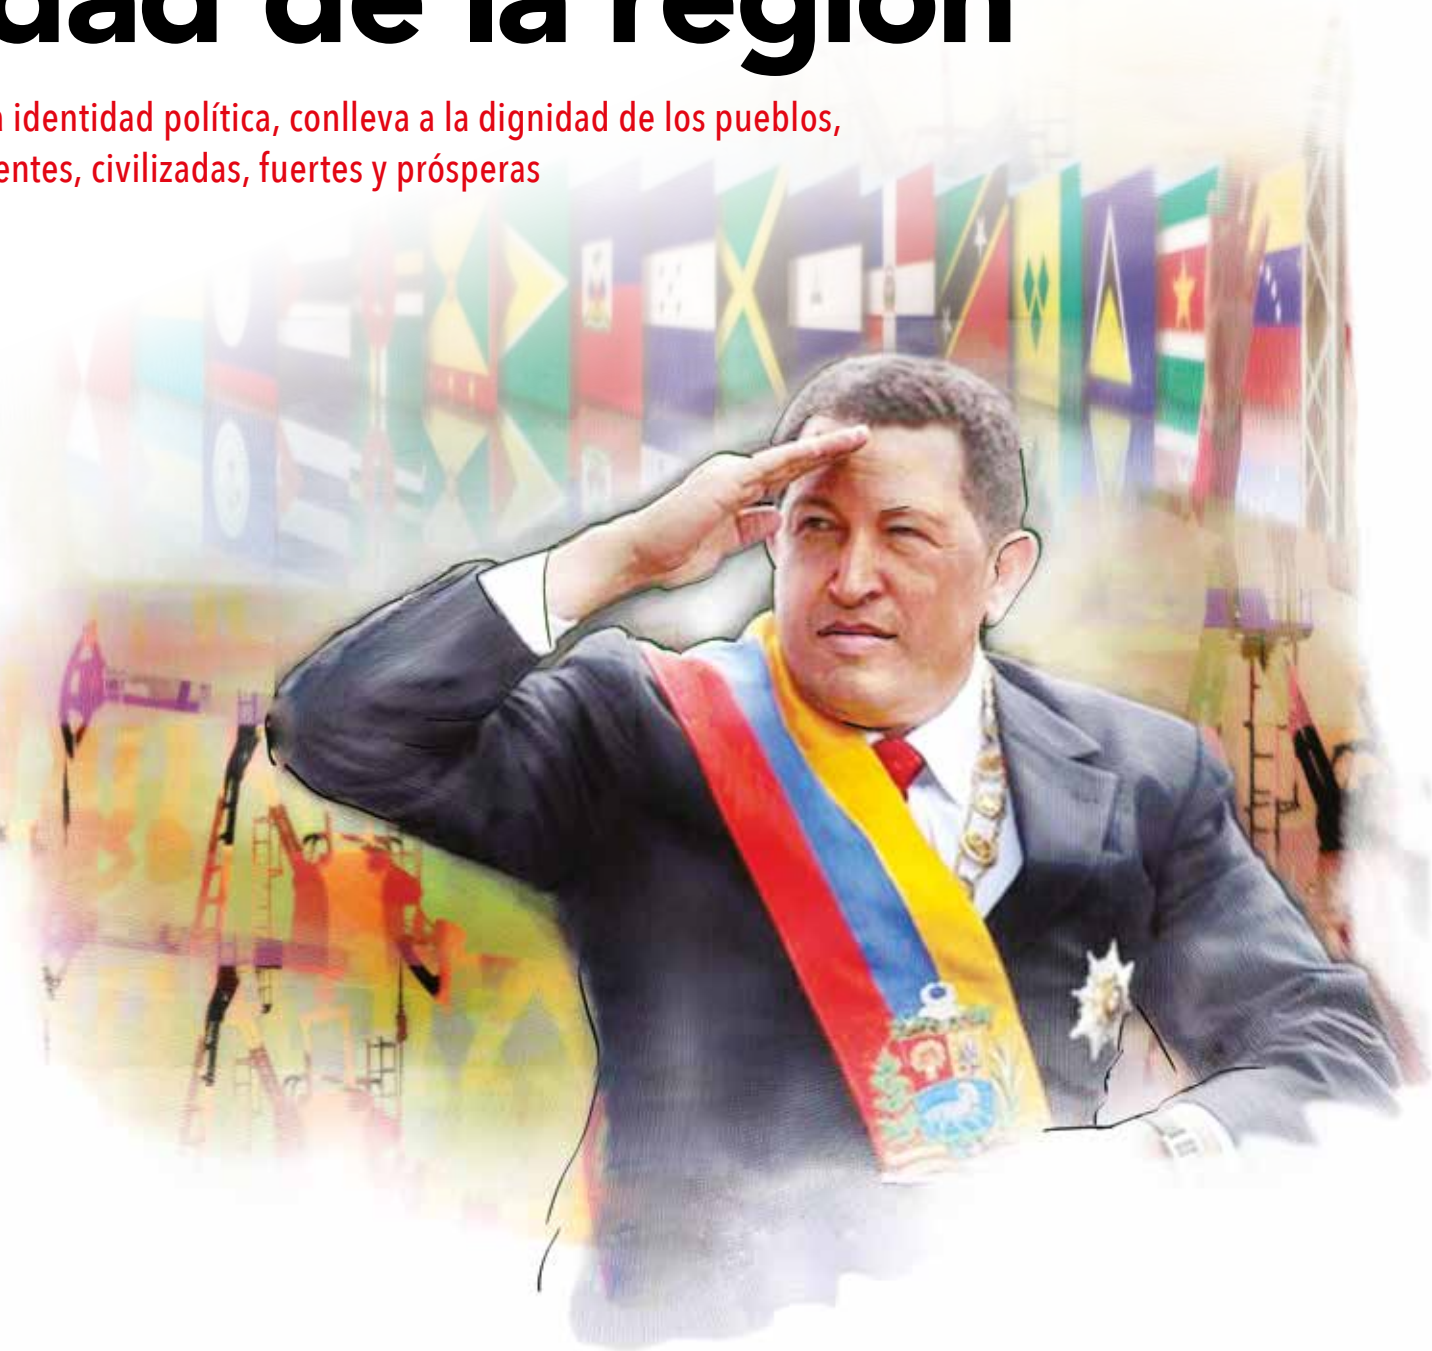 dad de la región
identidad política, conlleva a la dignidad de los pueblos,
entes, civilizadas, fuertes y prósperas